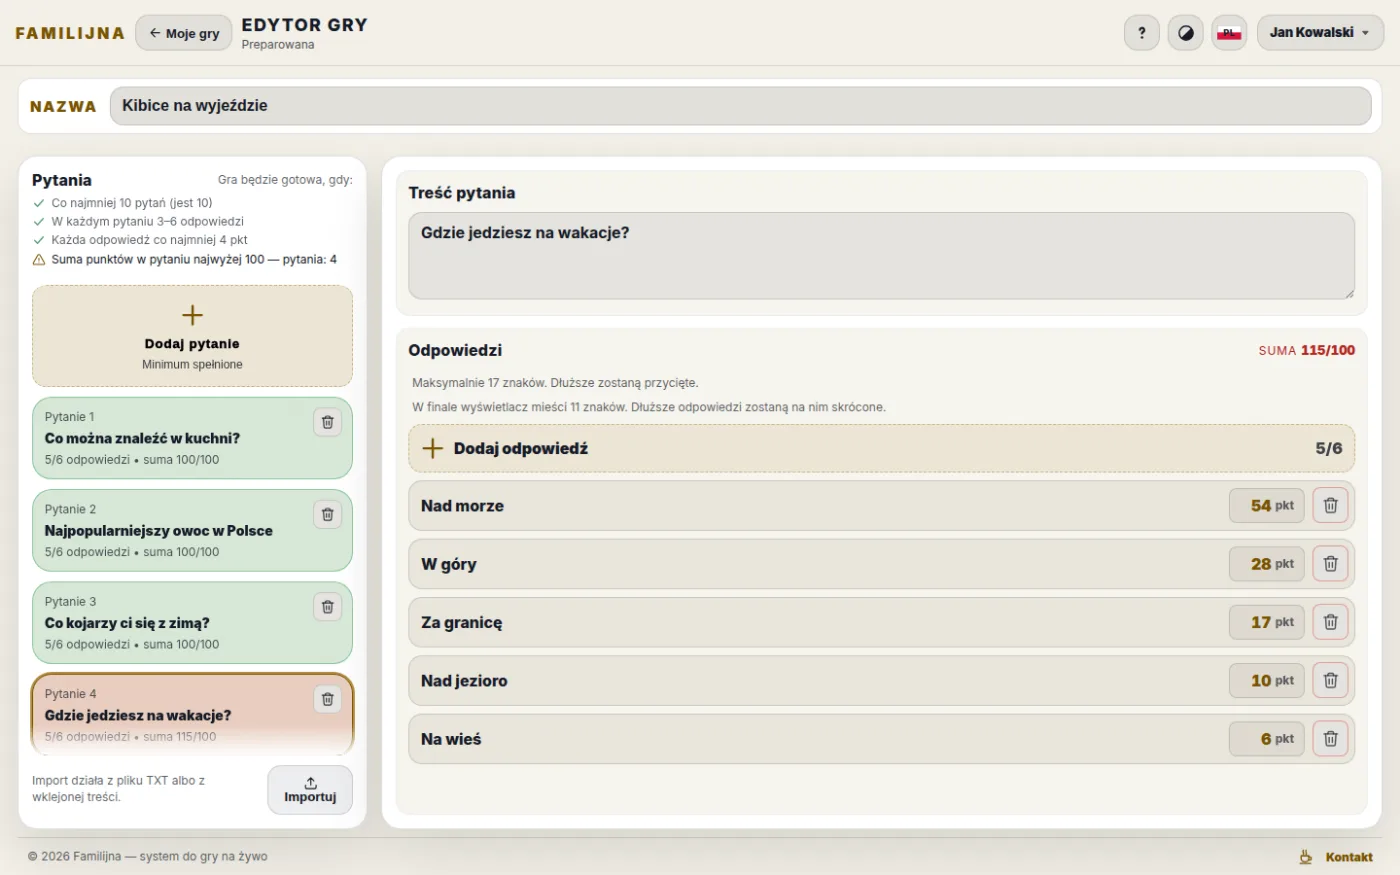 FAMILIJNA
← Moje gry
EDYTOR GRY
Preparowana
?
PL
Jan Kowalski
NAZWA
Kibice na wyjeździe
Pytania
Gra będzie gotowa, gdy:
Co najmniej 10 pytań (jest 10)
W każdym pytaniu 3–6 odpowiedzi
Każda odpowiedź co najmniej 4 pkt
Suma punktów w pytaniu najwyżej 100 — pytania: 4
Dodaj pytanie
Minimum spełnione
Pytanie 1
Co można znaleźć w kuchni?
5/6 odpowiedzi • suma 100/100
Pytanie 2
Najpopularniejszy owoc w Polsce
5/6 odpowiedzi • suma 100/100
Pytanie 3
Co kojarzy ci się z zimą?
5/6 odpowiedzi • suma 100/100
Pytanie 4
Gdzie jedziesz na wakacje?
5/6 odpowiedzi • suma 115/100
Import działa z pliku TXT albo z
wklejonej treści.
Importuj
Treść pytania
Gdzie jedziesz na wakacje?
Odpowiedzi
SUMA 115/100
Maksymalnie 17 znaków. Dłuższe zostaną przycięte.
W finale wyświetlacz mieści 11 znaków. Dłuższe odpowiedzi zostaną na nim skrócone.
Dodaj odpowiedź
5/6
Nad morze
54 pkt
W góry
28 pkt
Za granicę
17 pkt
Nad jezioro
10 pkt
Na wieś
6 pkt
© 2026 Familijna — system do gry na żywo
Kontakt